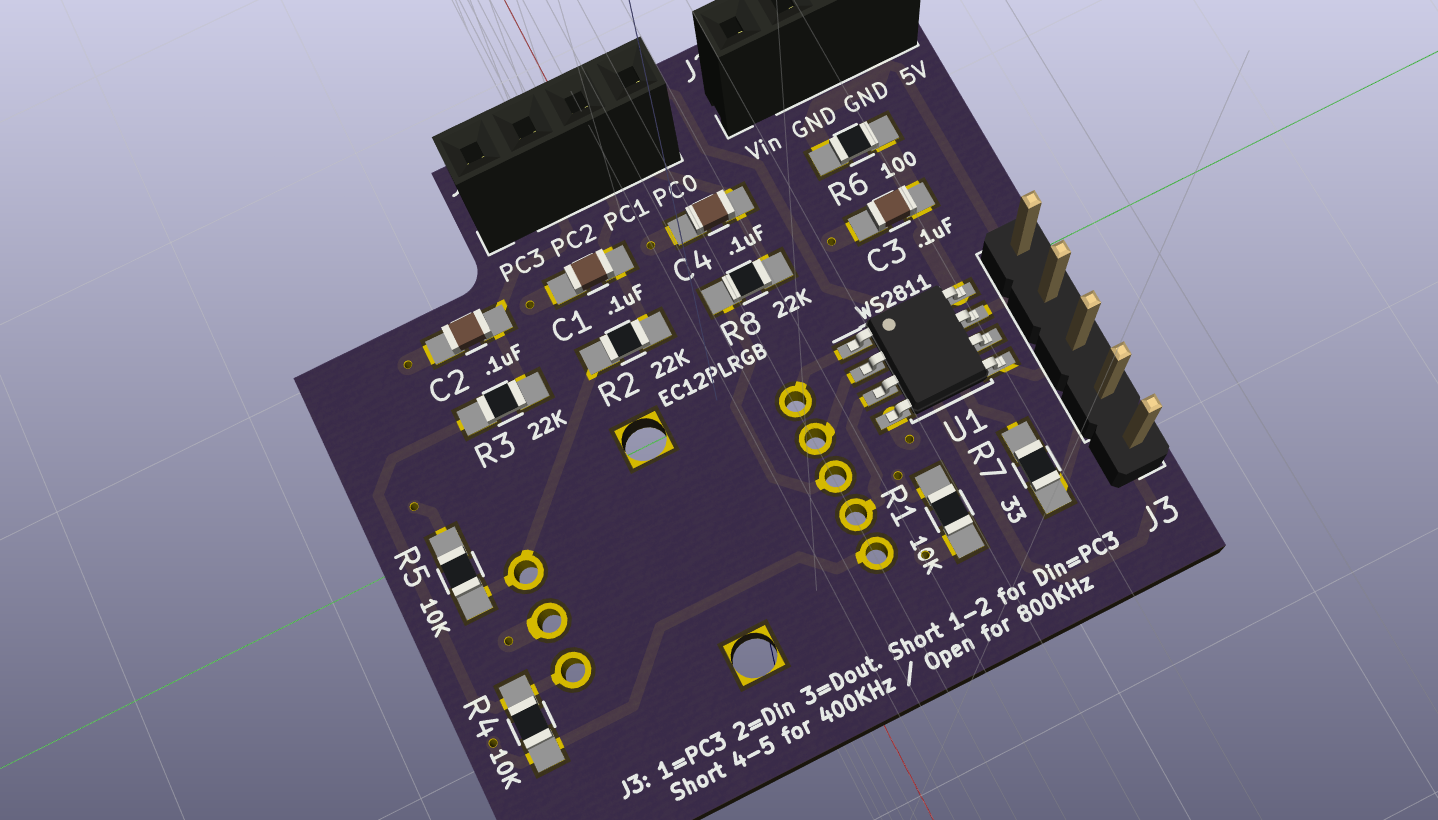 5V
GND
GND
Vin
PC0
PC1
PC2
PC3
R6 100
C3 .1uF
C4 .1uF
C1 .1uF
C2 .1uF
R8 22K
R2 22K
R3 22K
WS2811
EC12PLRGB
U1
R7 33
R1 10K
J3
R5 10K
R4 10K
J3: 1=PC3 2=Din 3=Dout. Short 1-2 for Din=PC3
Short 4-5 for 400KHz / Open for 800KHz